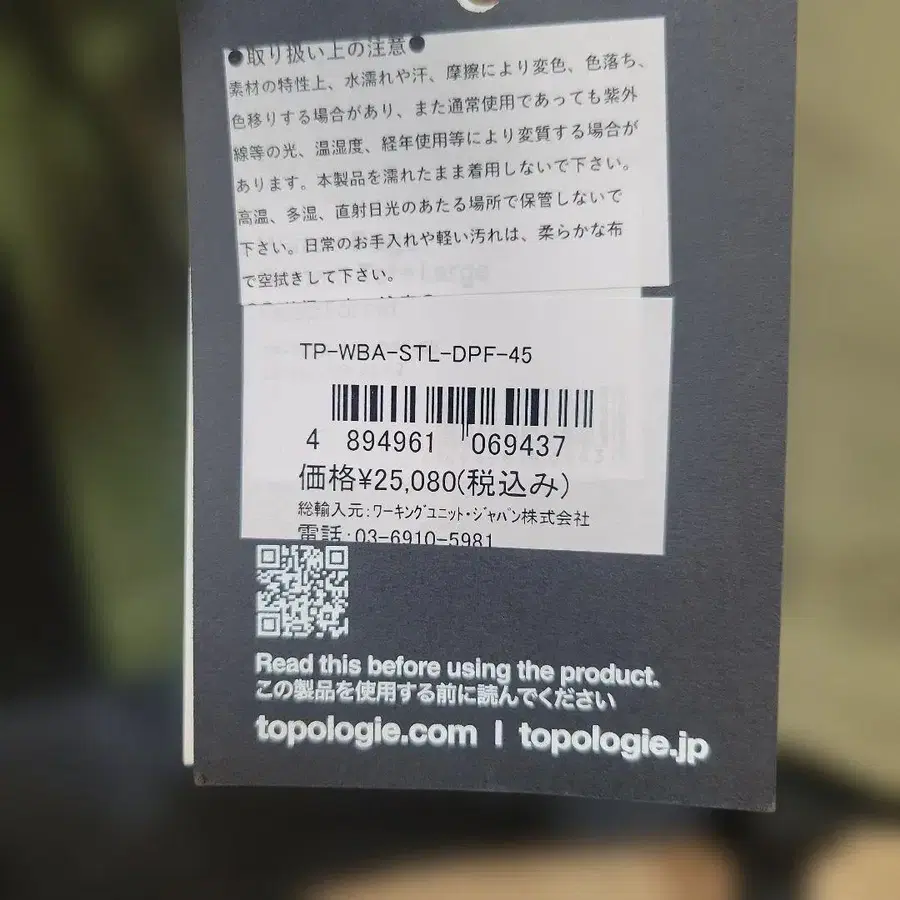 ●取り扱い上の注意●
素材の特性上、水濡れや汗、摩擦により変色、色落ち、
色移りする場合があり、また通常使用であっても紫外
線等の光、温湿度、経年使用等により変質する場合が
あります。本製品を濡れたまま着用しないで下さい。
高温、多湿、直射日光のあたる場所で保管しないで
下さい。日常のお手入れや軽い汚れは、柔らかな布
で空拭きして下さい。
Large
TP-WBA-STL-DPF-45
4 894961 069437
価格¥25,080(税込み)
総輸入元:ワーキングユニット・ジャパン株式会社
電話:03-6910-5981
Read this before using the product.
この製品を使用する前に読んでください
topologie.com | topologie.jp